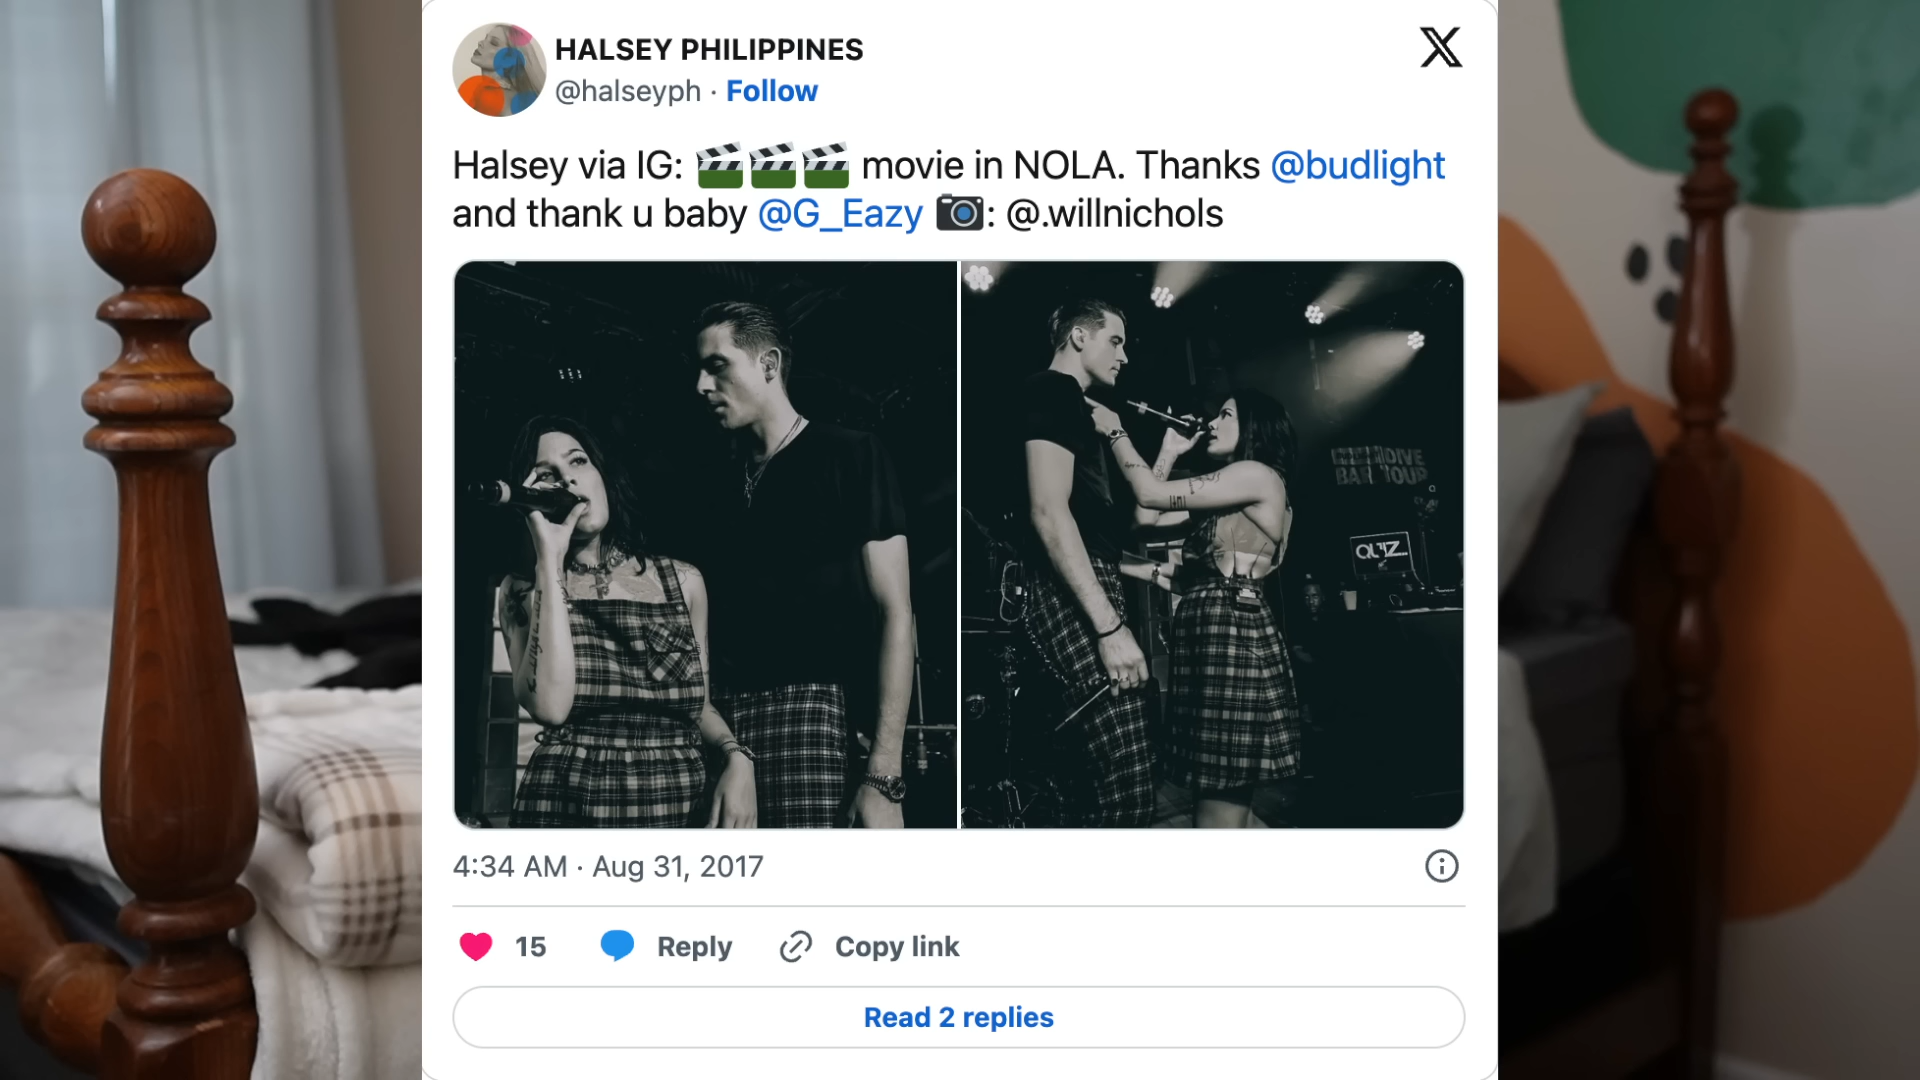 HALSEY PHILIPPINES
@halseyph · Follow
Halsey via IG: 🎬🎬🎬 movie in NOLA. Thanks @budlight
and thank u baby @G_Eazy 📷: @.willnichols
DIVE
BAR TOUR
4:34 AM · Aug 31, 2017
15 Reply Copy link
Read 2 replies